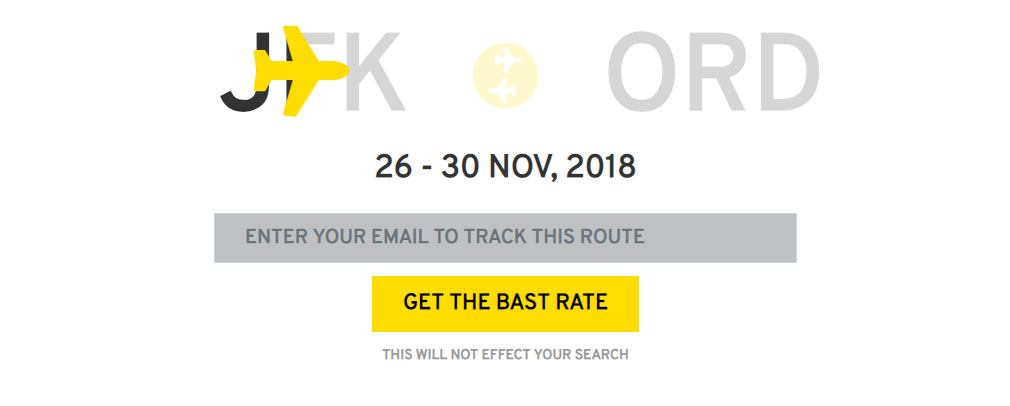 JFK ORD
26 - 30 NOV, 2018
ENTER YOUR EMAIL TO TRACK THIS ROUTE
GET THE BAST RATE
THIS WILL NOT EFFECT YOUR SEARCH